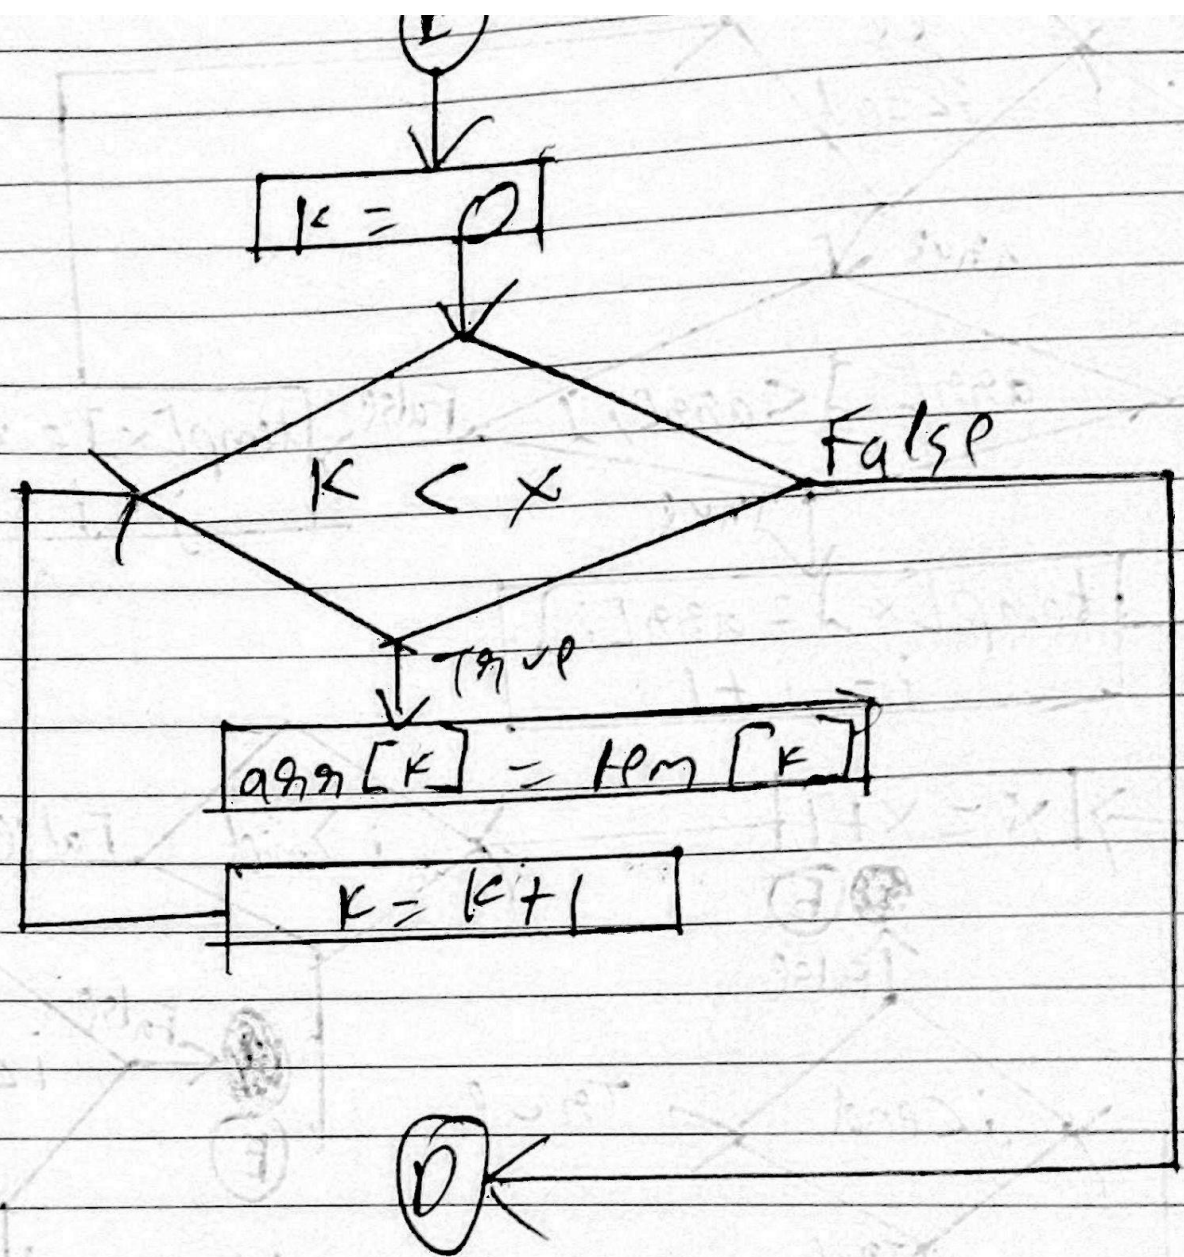 E
K = 0
K < x
False
True
arr[K] = tem[K]
K = K+1
D